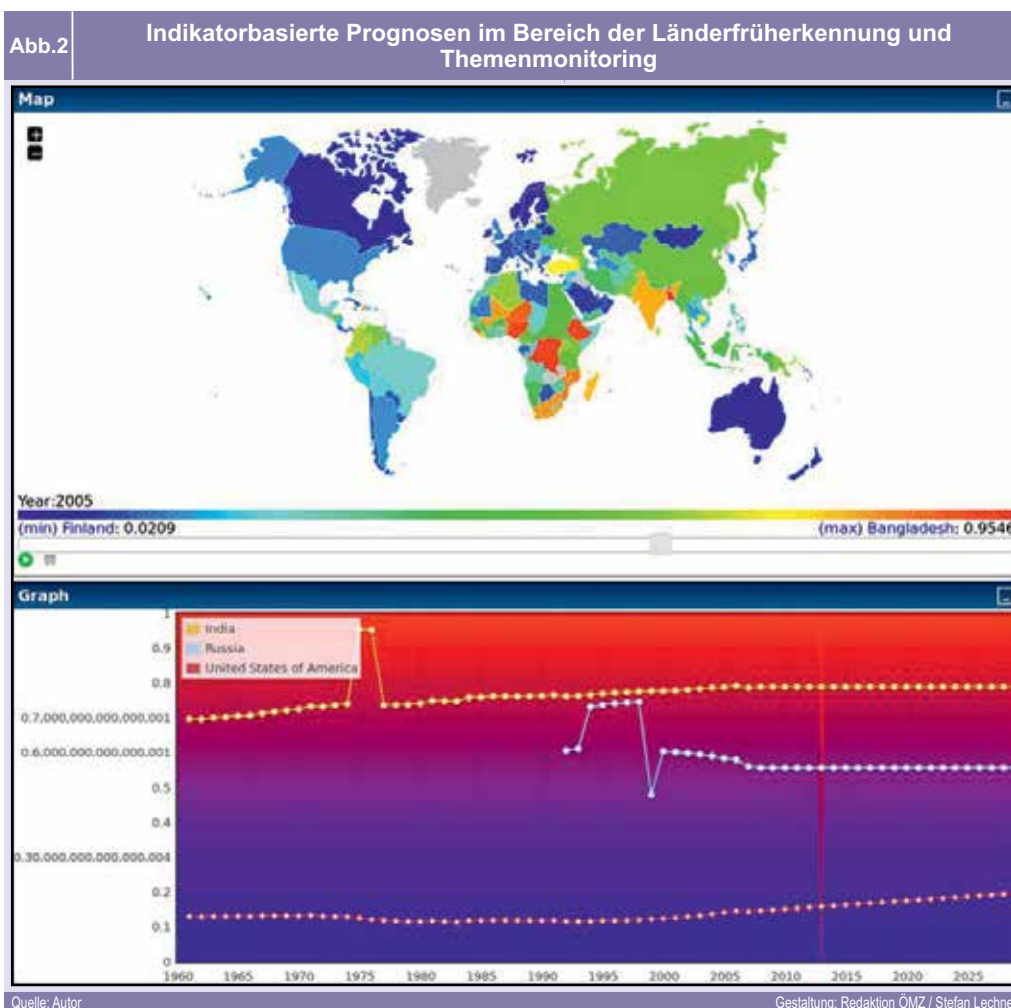 Abb.2
Indikatorbasierte Prognosen im Bereich der Länderfrüherkennung und
Themenmonitoring
Map
Year:2005
(min) Finland: 0.0209
(max) Bangladesh: 0.9546
Graph
India
Russia
United States of America
1
0.9
0.8
0.7.000.000.000.000.001
0.6.000.000.000.000.001
0.5
0.4
0.30.000.000.000.000.004
0.2
0.1
0
1960 1965 1970 1975 1980 1985 1990 1995 2000 2005 2010 2015 2020 2025
Quelle: Autor
Gestaltung: Redaktion ÖMZ / Stefan Lechne